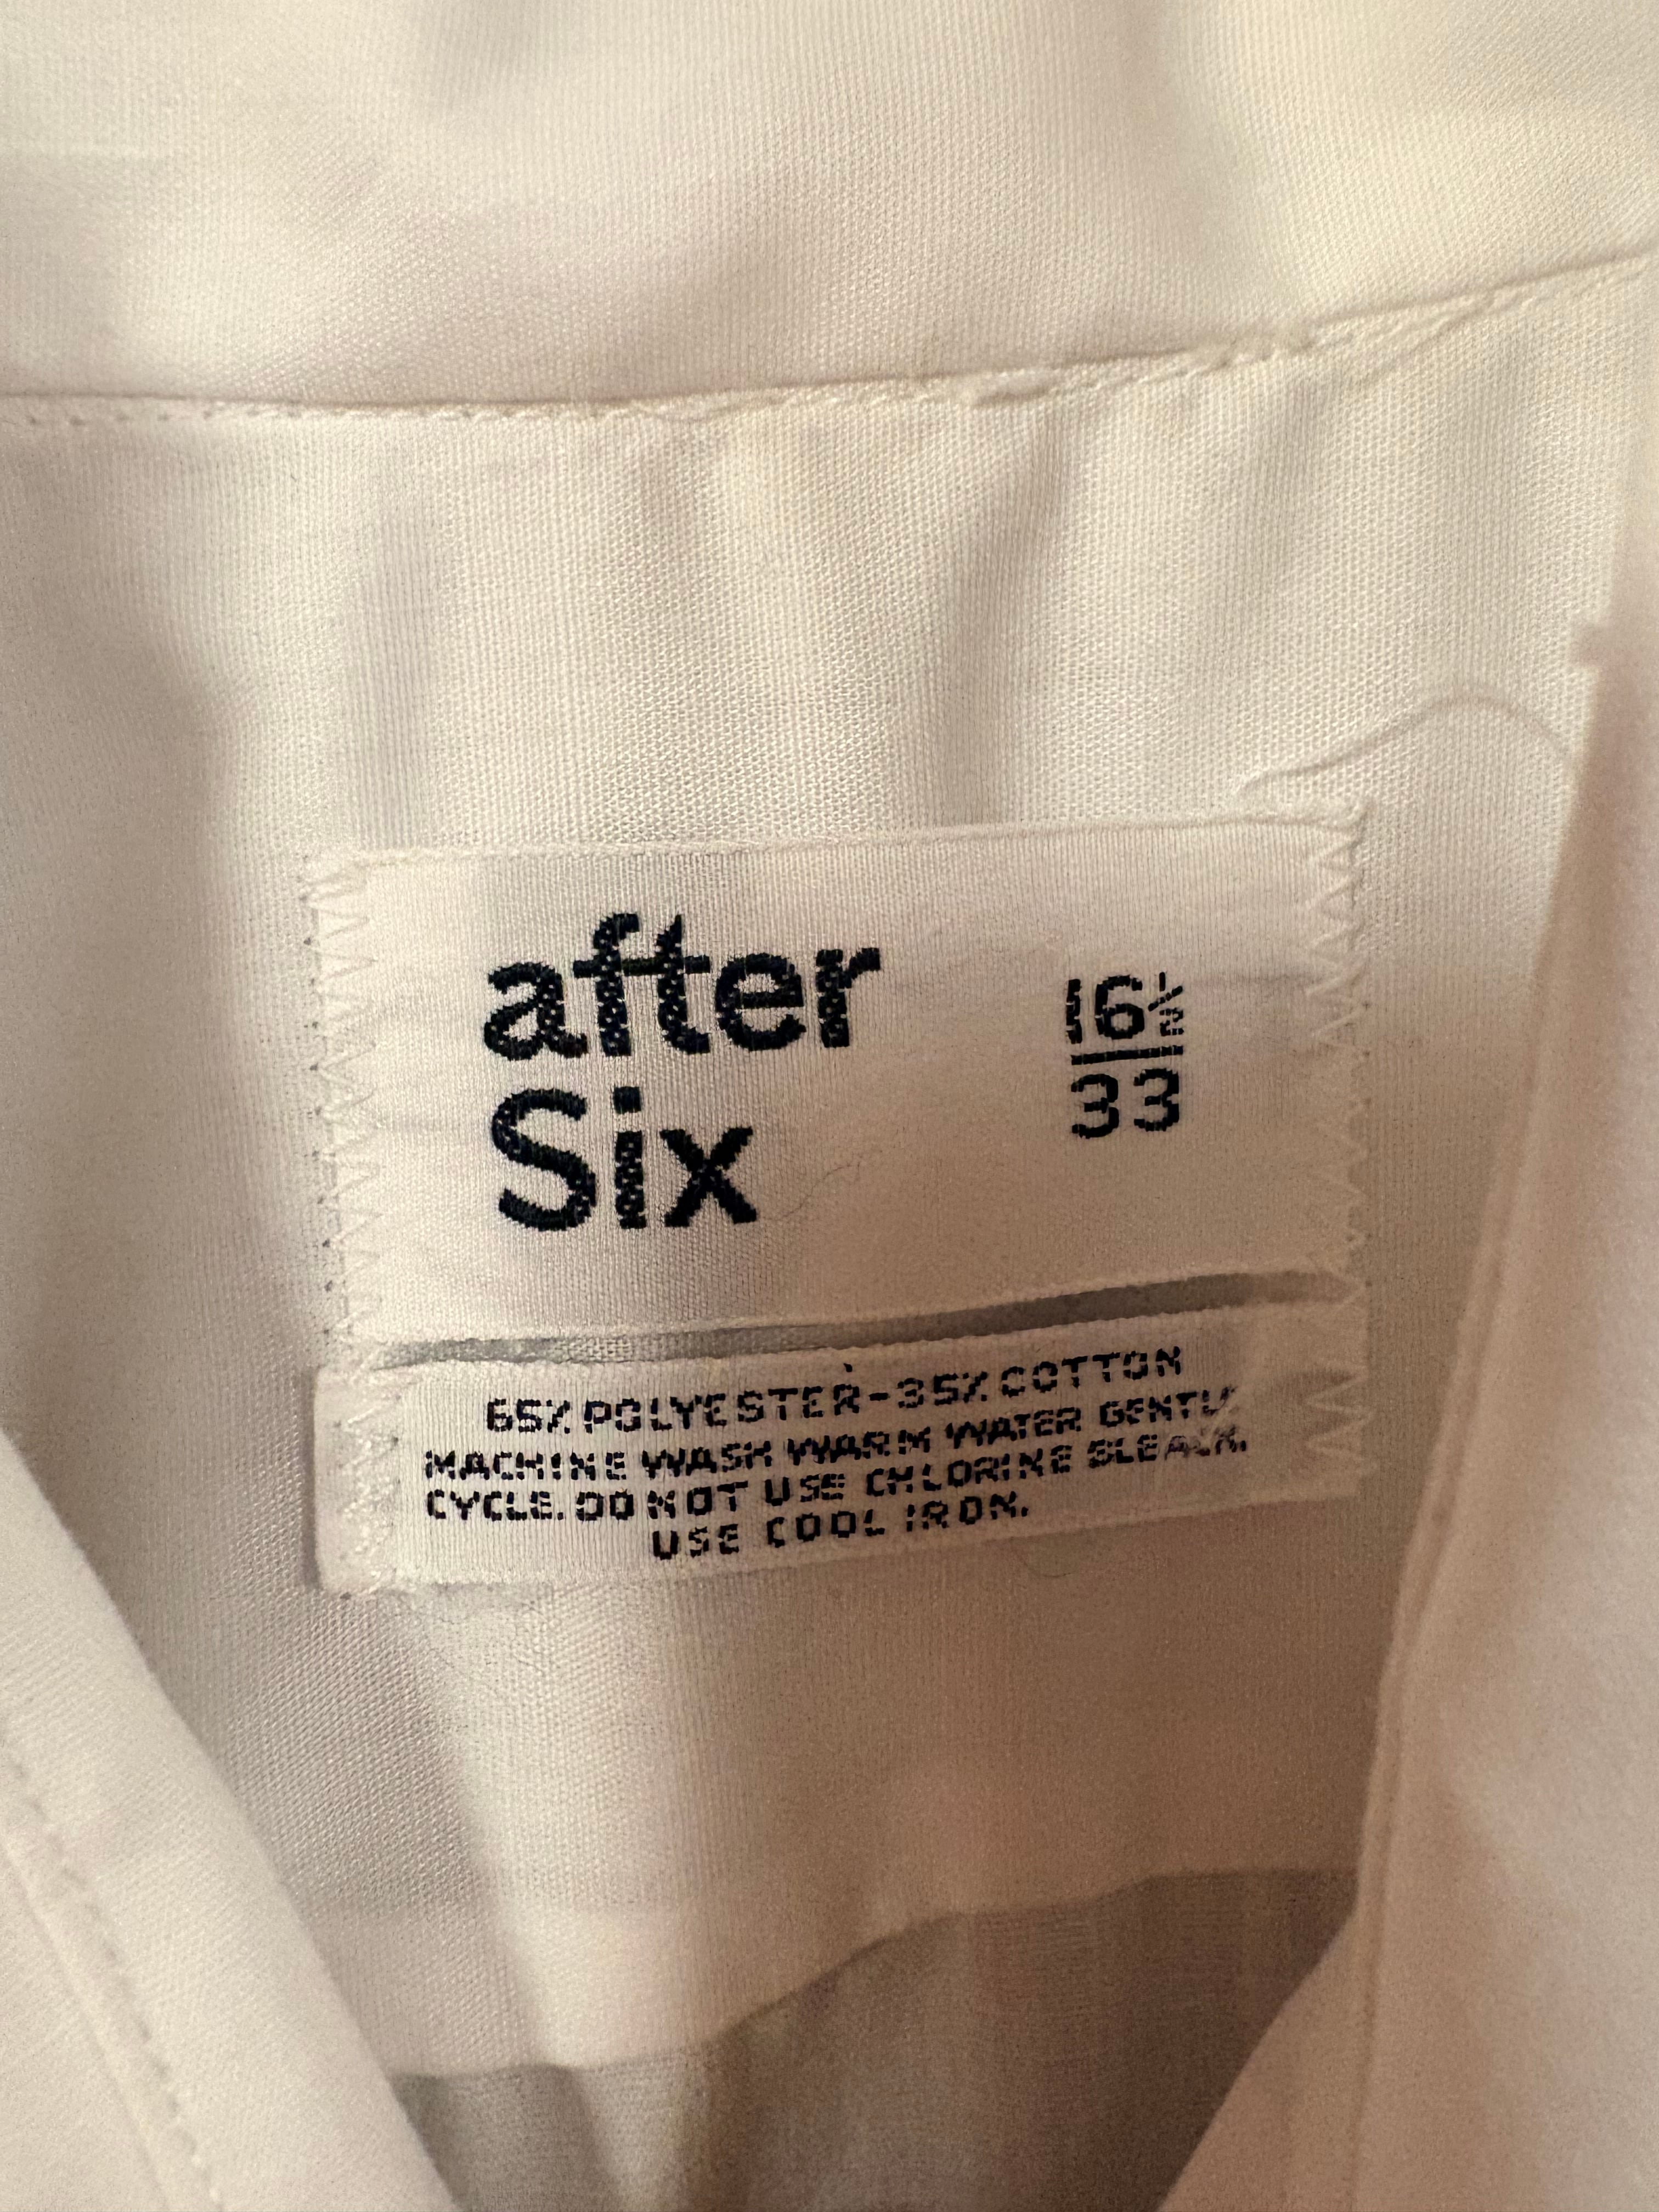 after
Six
16½
33
65% POLYESTER-35% COTTON
MACHINE WASH WARM WATER GENTLE
CYCLE. DO NOT USE CHLORINE BLEACH.
USE COOL IRON.